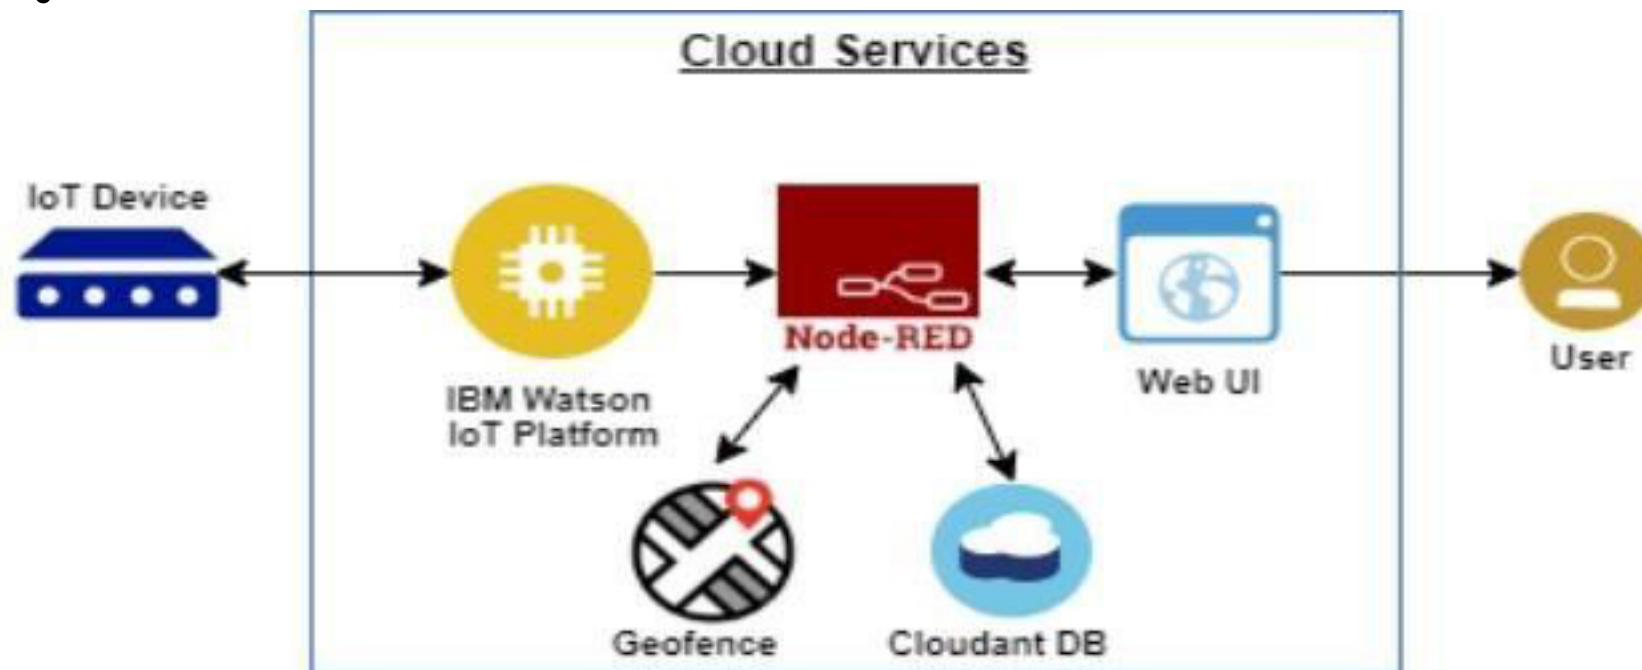 Cloud Services
IoT Device
Node-RED
IBM Watson
IoT Platform
Web UI
User
Geofence
Cloudant DB